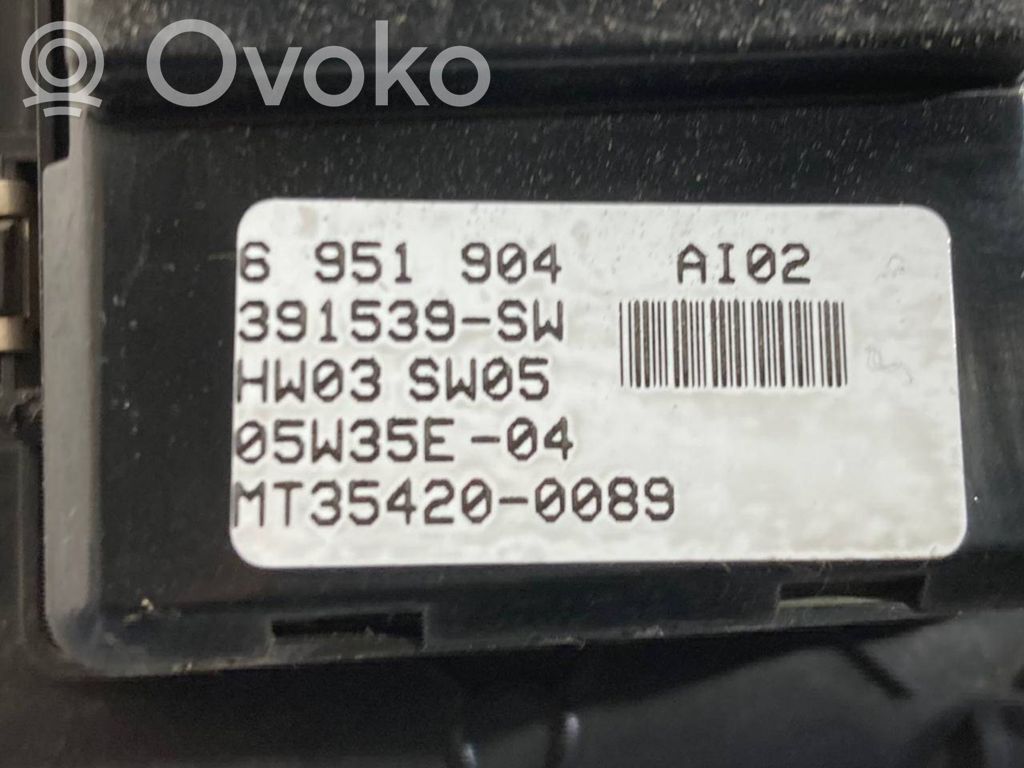 Ovoko
6 951 904 AI02
391539-SW
HW03 SW05
05W35E-04
MT35420-0089